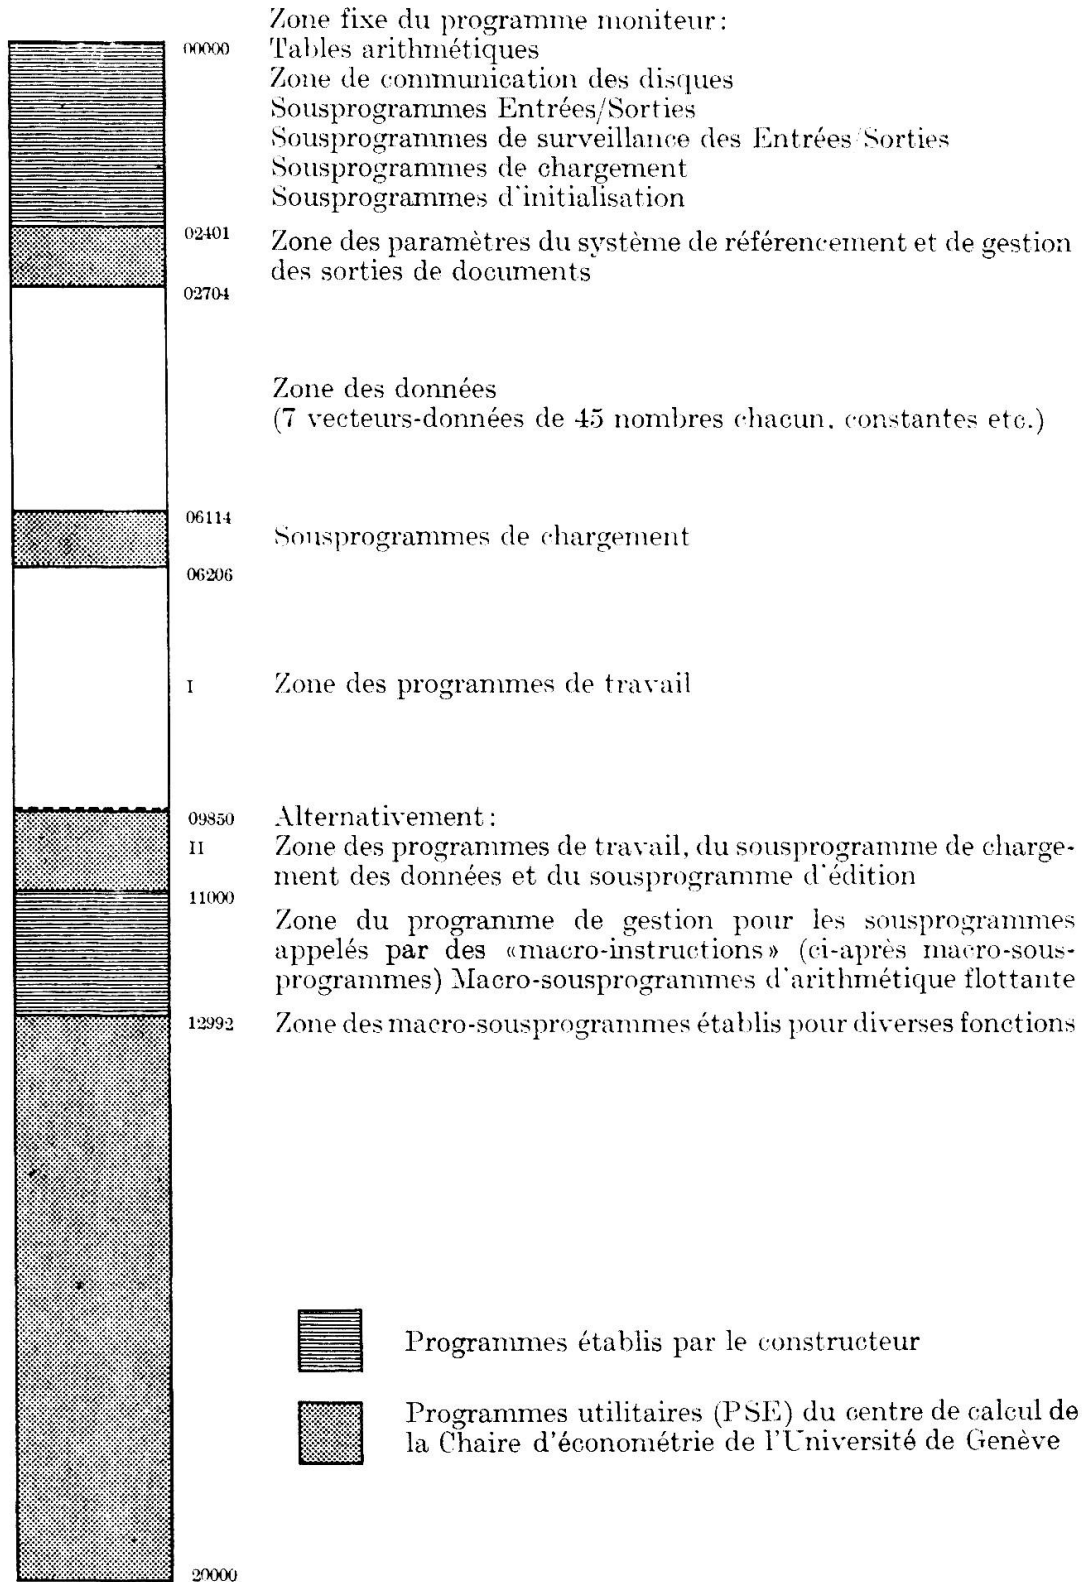 Zone fixe du programme moniteur:
00000 Tables arithmétiques
Zone de communication des disques
Sousprogrammes Entrées/Sorties
Sousprogrammes de surveillance des Entrées/Sorties
Sousprogrammes de chargement
Sousprogrammes d'initialisation
02401 Zone des paramètres du système de référencement et de gestion
des sorties de documents
02704
Zone des données
(7 vecteurs-données de 45 nombres chacun, constantes etc.)
06114
Sousprogrammes de chargement
06206
I Zone des programmes de travail
09850 Alternativement:
II Zone des programmes de travail, du sousprogramme de charge-
ment des données et du sousprogramme d'édition
11000
Zone du programme de gestion pour les sousprogrammes
appelés par des «macro-instructions» (ci-après macro-sous-
programmes) Macro-sousprogrammes d'arithmétique flottante
12992 Zone des macro-sousprogrammes établis pour diverses fonctions
Programmes établis par le constructeur
Programmes utilitaires (PSE) du centre de calcul de
la Chaire d'économétrie de l'Université de Genève
20000